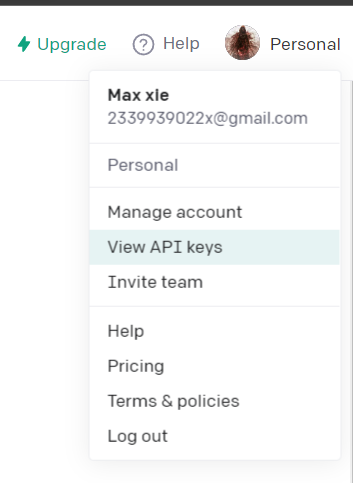 Upgrade Help Personal
Max xie
2339939022x@gmail.com
Personal
Manage account
View API keys
Invite team
Help
Pricing
Terms & policies
Log out